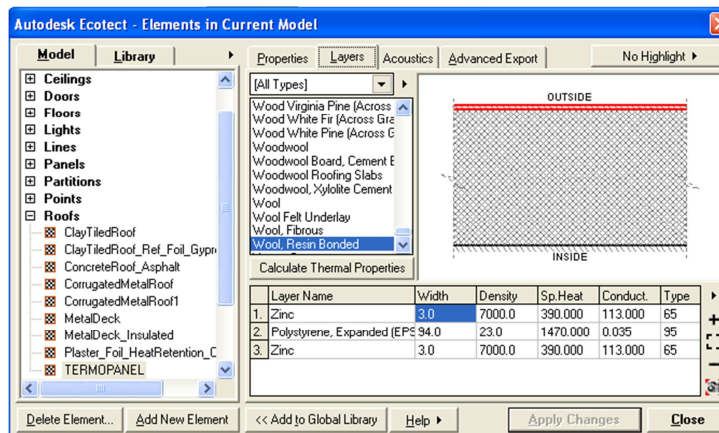 Autodesk Ecotect - Elements in Current Model
Model
Library
Properties
Layers
Acoustics
Advanced Export
No Highlight
Ceilings
Doors
Floors
Lights
Lines
Panels
Partitions
Points
Roofs
ClayTiledRoof
ClayTiledRoof_Ref_Foil_Gypr
ConcreteRoof_Asphalt
CorrugatedMetalRoof
CorrugatedMetalRoof1
MetalDeck
MetalDeck_Insulated
Plaster_Foil_HeatRetention_C
TERMOPANEL
[All Types]
Wood Virginia Pine (Across
Wood White Fir (Across Gra
Wood White Pine (Across G
Woodwool
Woodwool Board, Cement B
Woodwool Roofing Slabs
Woodwool, Xylolite Cement
Wool
Wool Felt Underlay
Wool, Fibrous
Wool, Resin Bonded
Calculate Thermal Properties
OUTSIDE
INSIDE
Layer Name Width Density Sp.Heat Conduct. Type
1. Zinc 3.0 7000.0 390.000 113.000 65
2. Polystyrene, Expanded (EPS 94.0 23.0 1470.000 0.035 95
3. Zinc 3.0 7000.0 390.000 113.000 65
Delete Element...
Add New Element
<< Add to Global Library
Help
Apply Changes
Close